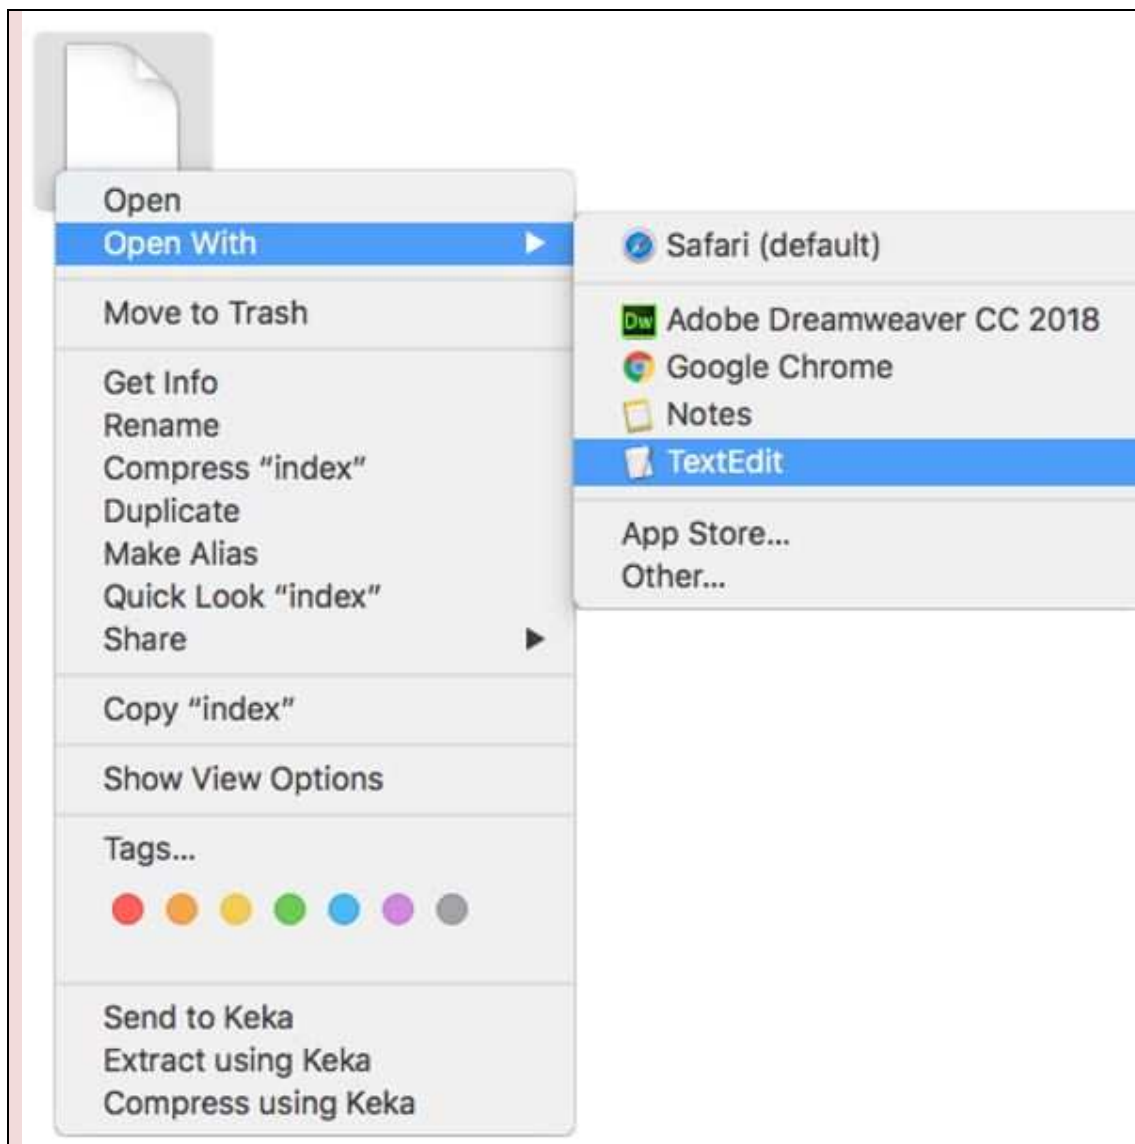 Open
Open With
Move to Trash
Get Info
Rename
Compress “index”
Duplicate
Make Alias
Quick Look “index”
Share
Copy “index”
Show View Options
Tags...
Send to Keka
Extract using Keka
Compress using Keka
Safari (default)
Dw Adobe Dreamweaver CC 2018
Google Chrome
Notes
TextEdit
App Store...
Other...